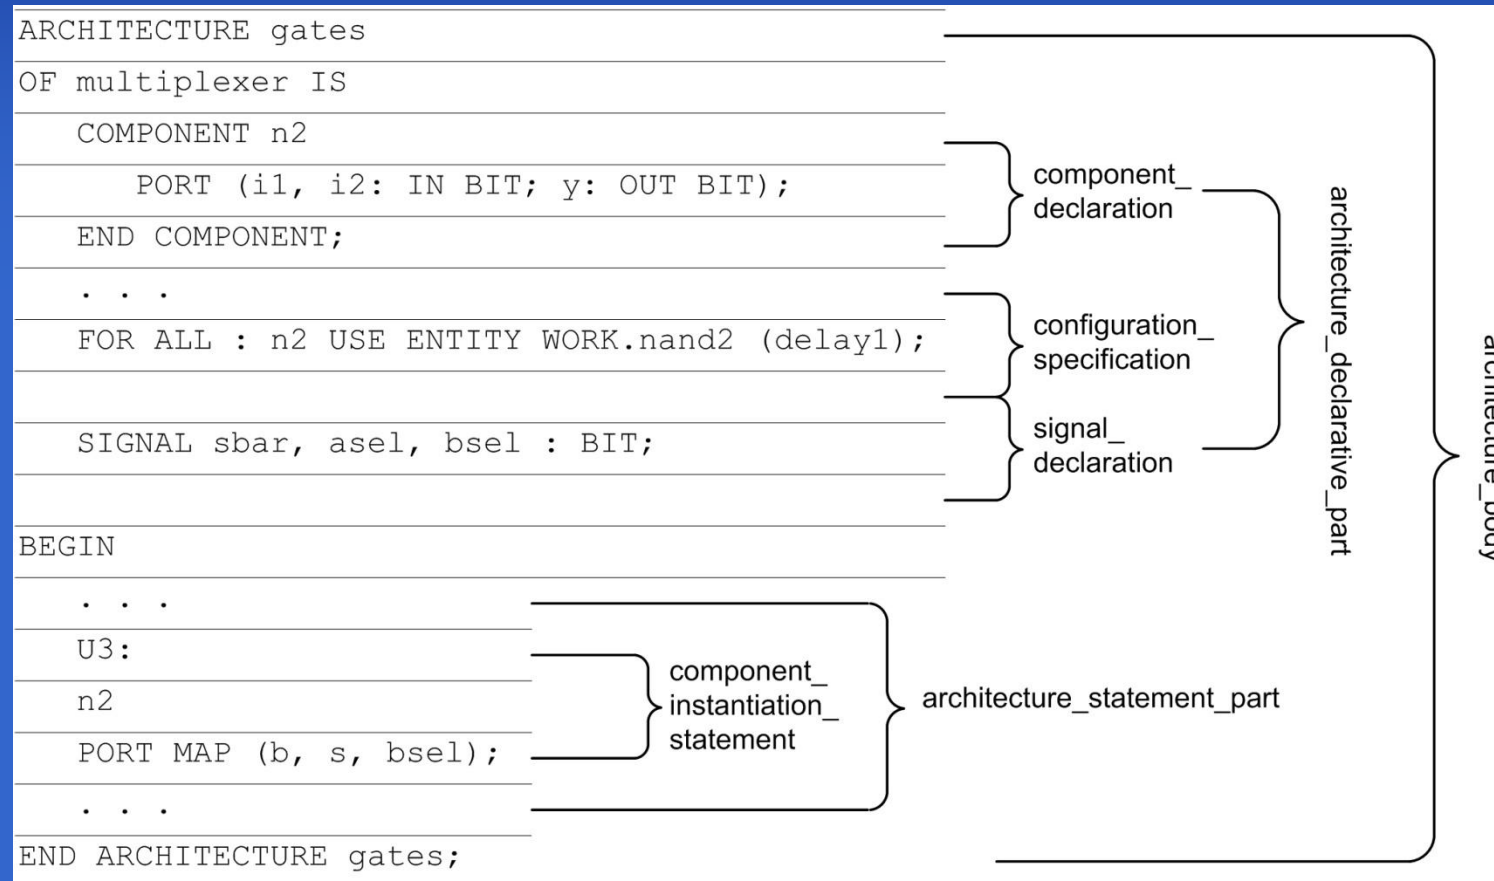 ARCHITECTURE gates
OF multiplexer IS
COMPONENT n2
PORT (i1, i2: IN BIT; y: OUT BIT);
END COMPONENT;
. . .
FOR ALL : n2 USE ENTITY WORK.nand2 (delay1);
SIGNAL sbar, asel, bsel : BIT;
BEGIN
. . .
U3:
n2
PORT MAP (b, s, bsel);
. . .
END ARCHITECTURE gates;
component_
declaration
configuration_
specification
signal_
declaration
architecture_declarative_part
component_
instantiation_
statement
architecture_statement_part
architecture_body